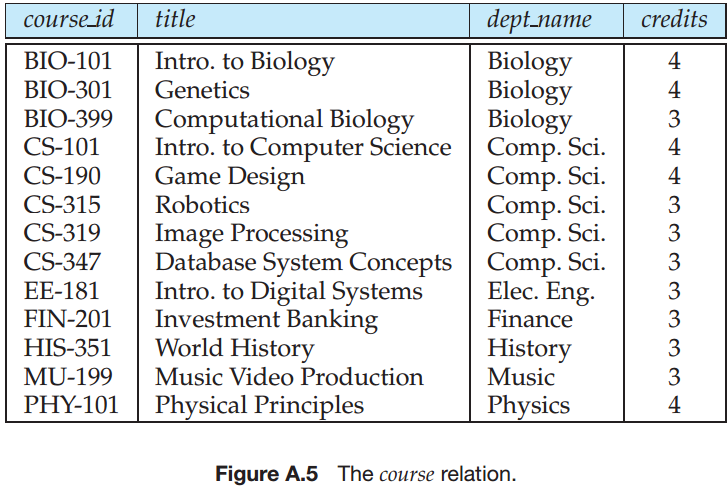 course_id title dept_name credits
BIO-101 Intro. to Biology Biology 4
BIO-301 Genetics Biology 4
BIO-399 Computational Biology Biology 3
CS-101 Intro. to Computer Science Comp. Sci. 4
CS-190 Game Design Comp. Sci. 4
CS-315 Robotics Comp. Sci. 3
CS-319 Image Processing Comp. Sci. 3
CS-347 Database System Concepts Comp. Sci. 3
EE-181 Intro. to Digital Systems Elec. Eng. 3
FIN-201 Investment Banking Finance 3
HIS-351 World History History 3
MU-199 Music Video Production Music 3
PHY-101 Physical Principles Physics 4
Figure A.5 The course relation.